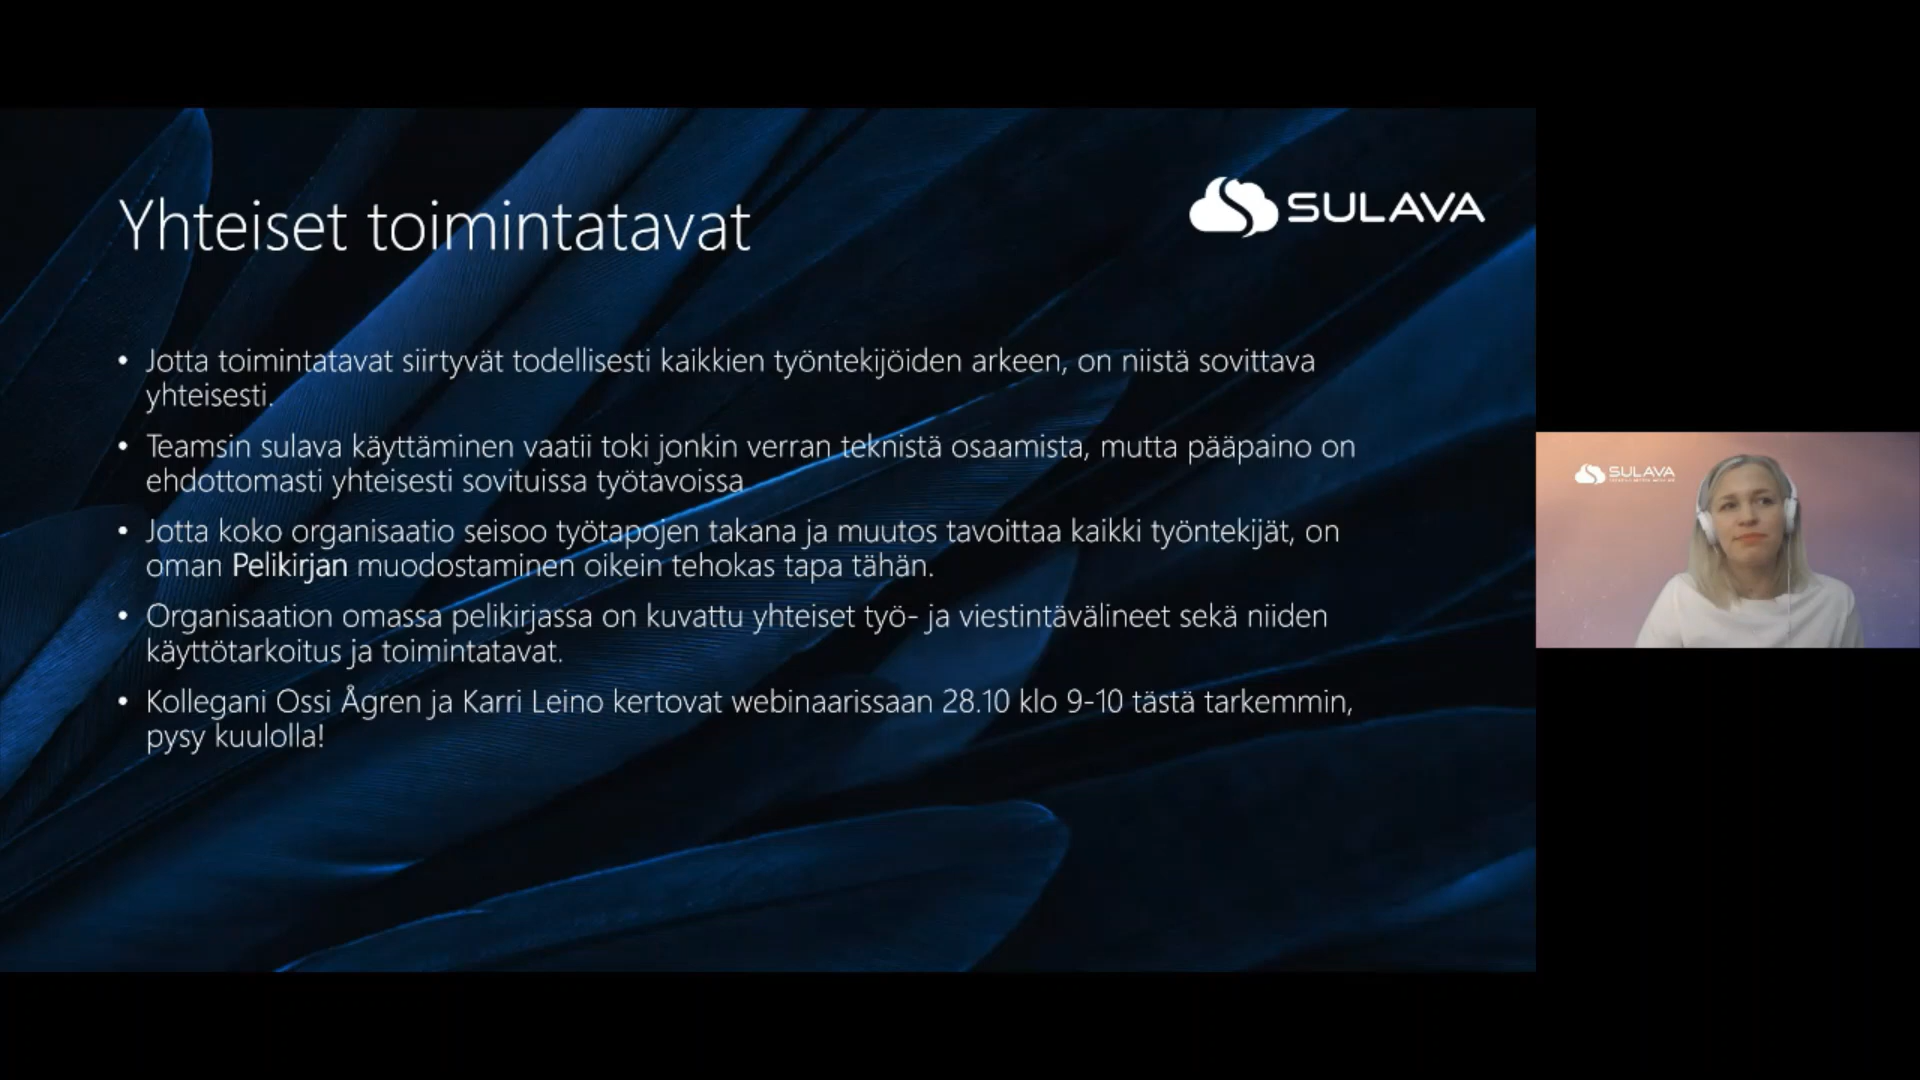 Yhteiset toimintatavat
SULAVA
• Jotta toimintatavat siirtyvät todellisesti kaikkien työntekijöiden arkeen, on niistä sovittava
yhteisesti.
• Teamsin sulava käyttäminen vaatii toki jonkin verran teknistä osaamista, mutta pääpaino on
ehdottomasti yhteisesti sovituissa työtavoissa
• Jotta koko organisaatio seisoo työtapojen takana ja muutos tavoittaa kaikki työntekijät, on
oman Pelikirjan muodostaminen oikein tehokas tapa tähän.
• Organisaation omassa pelikirjassa on kuvattu yhteiset työ- ja viestintävälineet sekä niiden
käyttötarkoitus ja toimintatavat.
• Kollegani Ossi Ågren ja Karri Leino kertovat webinaarissaan 28.10 klo 9-10 tästä tarkemmin,
pysy kuulolla!
SULAVA